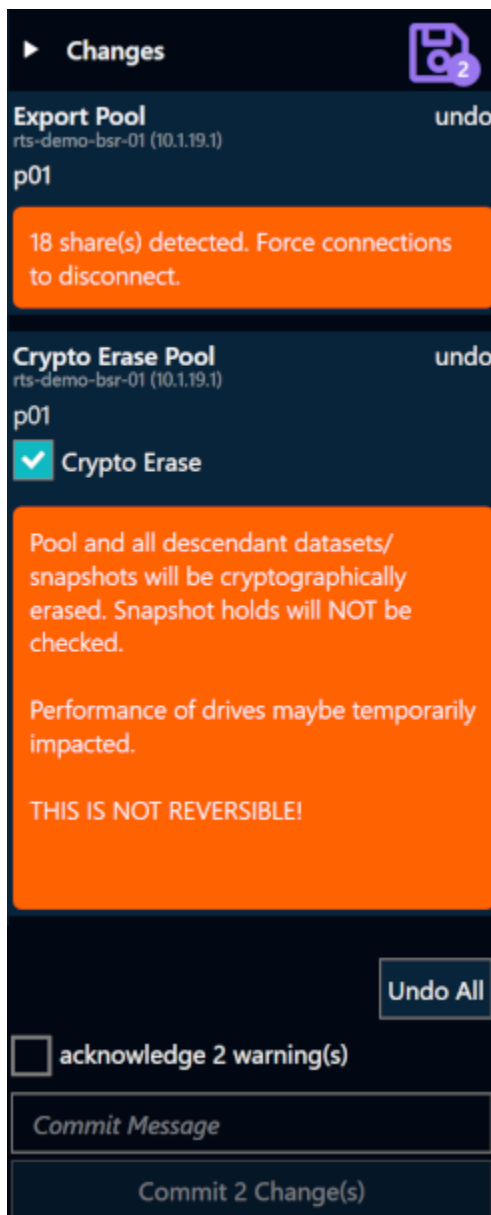 Changes
2
Export Pool
undo
rts-demo-bsr-01 (10.1.19.1)
p01
18 share(s) detected. Force connections
to disconnect.
Crypto Erase Pool
undo
rts-demo-bsr-01 (10.1.19.1)
p01
Crypto Erase
Pool and all descendant datasets/
snapshots will be cryptographically
erased. Snapshot holds will NOT be
checked.
Performance of drives maybe temporarily
impacted.
THIS IS NOT REVERSIBLE!
Undo All
acknowledge 2 warning(s)
Commit Message
Commit 2 Change(s)